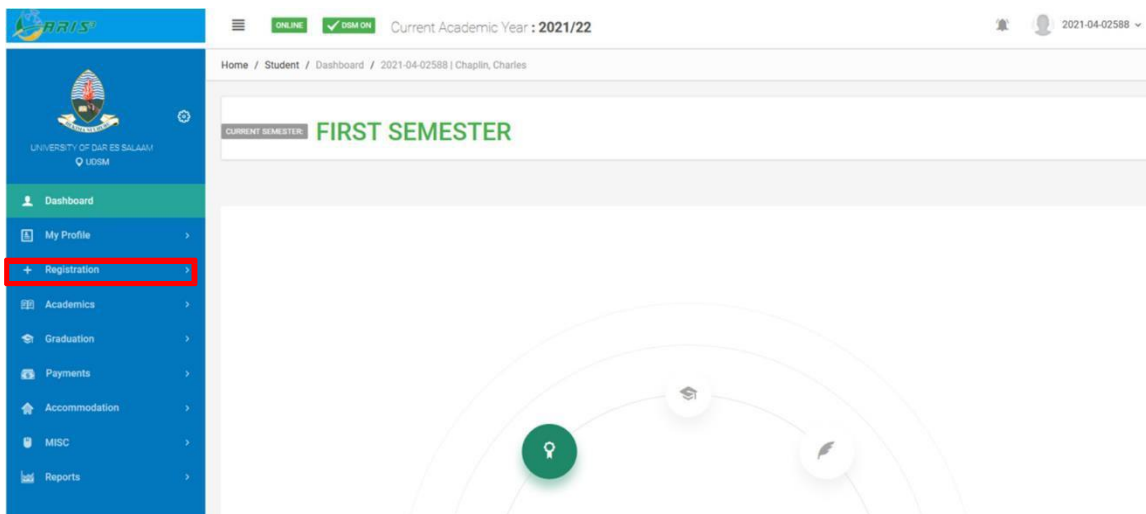 ARIS³
ONLINE DSM ON Current Academic Year : 2021/22
2021-04-02588
Home / Student / Dashboard / 2021-04-02588 | Chaplin, Charles
UNIVERSITY OF DAR ES SALAAM
UDSM
CURRENT SEMESTER: FIRST SEMESTER
Dashboard
My Profile
Registration
Academics
Graduation
Payments
Accommodation
MISC
Reports